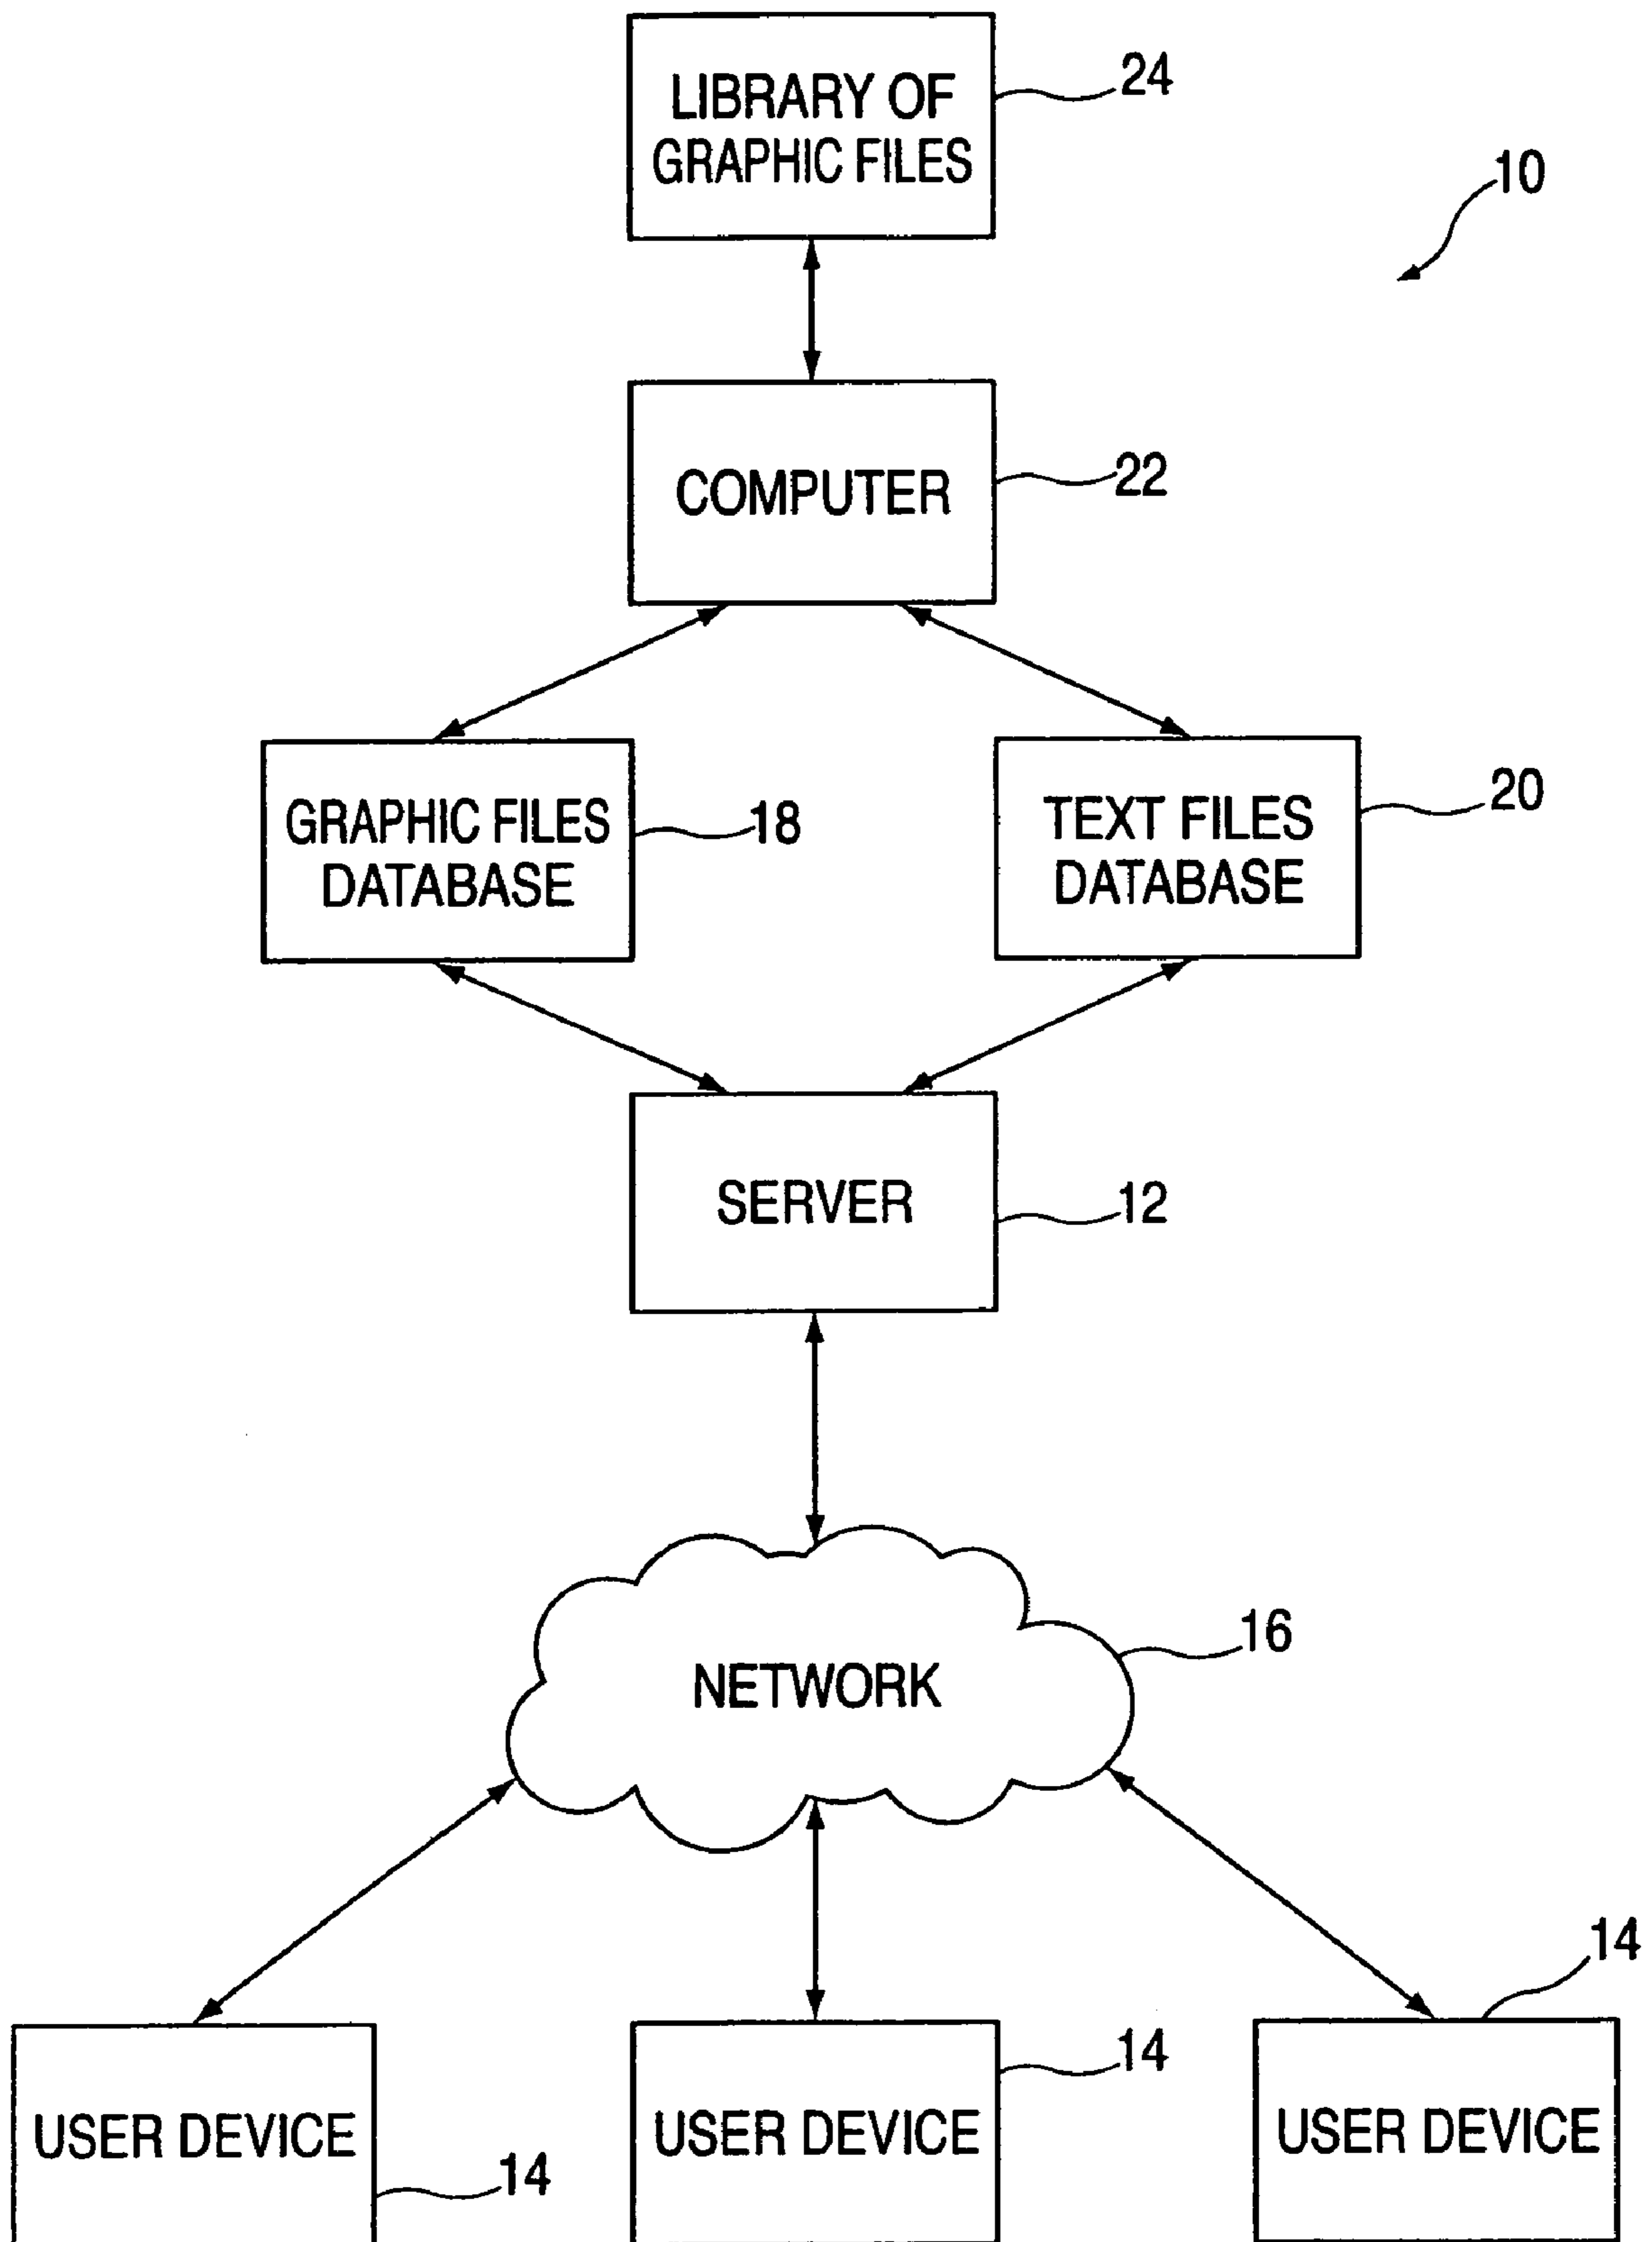 LIBRARY OF
GRAPHIC FILES
24
10
COMPUTER
22
GRAPHIC FILES
DATABASE
18
TEXT FILES
DATABASE
20
SERVER
12
NETWORK
16
USER DEVICE
14
USER DEVICE
14
USER DEVICE
14